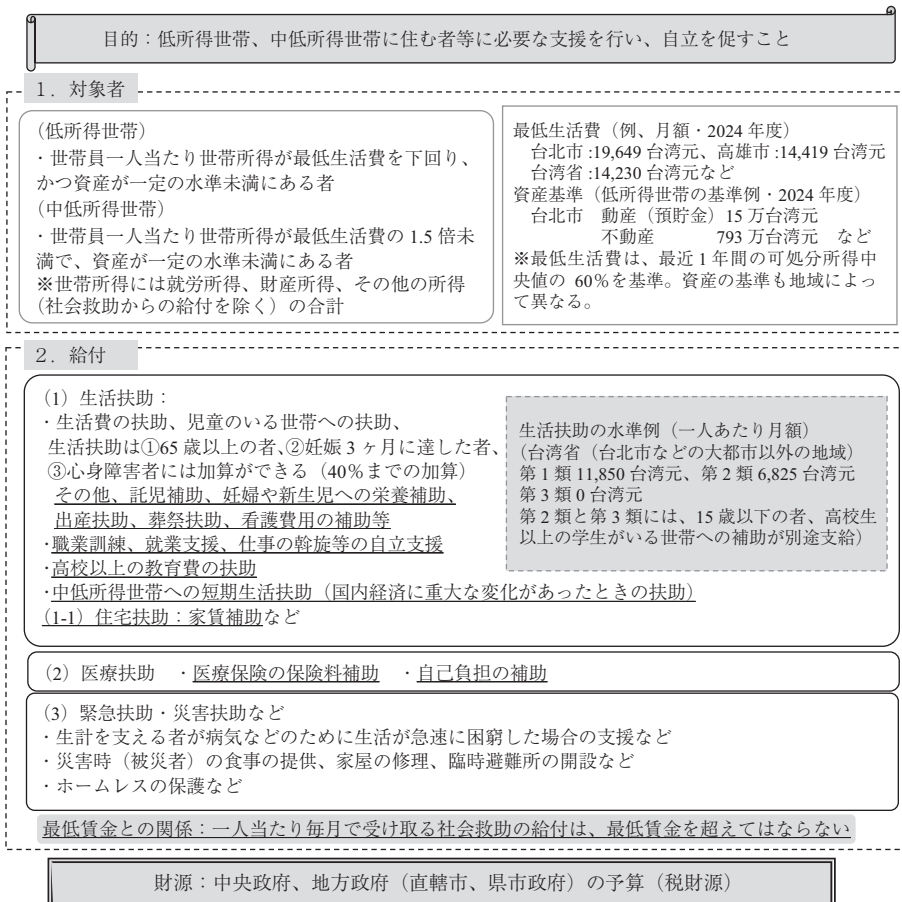 目的：低所得世帯、中低所得世帯に住む者等に必要な支援を行い、自立を促すこと
1．対象者
（低所得世帯）
・世帯員一人当たり世帯所得が最低生活費を下回り、
かつ資産が一定の水準未満にある者
（中低所得世帯）
・世帯員一人当たり世帯所得が最低生活費の 1.5 倍未
満で、資産が一定の水準未満にある者
※世帯所得には就労所得、財産所得、その他の所得
（社会救助からの給付を除く）の合計
最低生活費（例、月額・2024 年度）
台北市 :19,649 台湾元、高雄市 :14,419 台湾元
台湾省 :14,230 台湾元など
資産基準（低所得世帯の基準例・2024 年度）
台北市　動産（預貯金）15 万台湾元
不動産　　　793 万台湾元　など
※最低生活費は、最近 1 年間の可処分所得中
央値の 60％を基準。資産の基準も地域によっ
て異なる。
2．給付
（1）生活扶助：
・生活費の扶助、児童のいる世帯への扶助、
生活扶助は①65 歳以上の者、②妊娠 3 ヶ月に達した者、
③心身障害者には加算ができる（40％までの加算）
その他、託児補助、妊婦や新生児への栄養補助、
出産扶助、葬祭扶助、看護費用の補助等
・職業訓練、就業支援、仕事の斡旋等の自立支援
・高校以上の教育費の扶助
・中低所得世帯への短期生活扶助（国内経済に重大な変化があったときの扶助）
（1-1）住宅扶助：家賃補助など
生活扶助の水準例（一人あたり月額）
（台湾省（台北市などの大都市以外の地域）
第 1 類 11,850 台湾元、第 2 類 6,825 台湾元
第 3 類 0 台湾元
第 2 類と第 3 類には、15 歳以下の者、高校生
以上の学生がいる世帯への補助が別途支給）
（2）医療扶助　・医療保険の保険料補助　・自己負担の補助
（3）緊急扶助・災害扶助など
・生計を支える者が病気などのために生活が急速に困窮した場合の支援など
・災害時（被災者）の食事の提供、家屋の修理、臨時避難所の開設など
・ホームレスの保護など
最低賃金との関係：一人当たり毎月で受け取る社会救助の給付は、最低賃金を超えてはならない
財源：中央政府、地方政府（直轄市、県市政府）の予算（税財源）